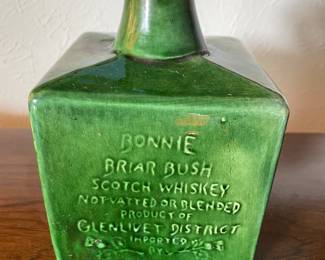 BONNIE
BRIAR BUSH
SCOTCH WHISKEY
NOT VATTED OR BLENDED
PRODUCT OF
GLENLIVET DISTRICT
IMPORTED
BY